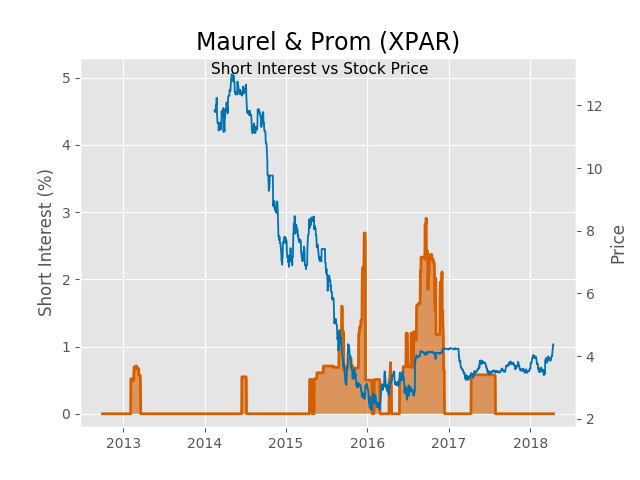 Maurel & Prom (XPAR)
Short Interest vs Stock Price
Short Interest (%)
5
4
3
2
1
0
12
10
8
6
4
2
Price
2013 2014 2015 2016 2017 2018